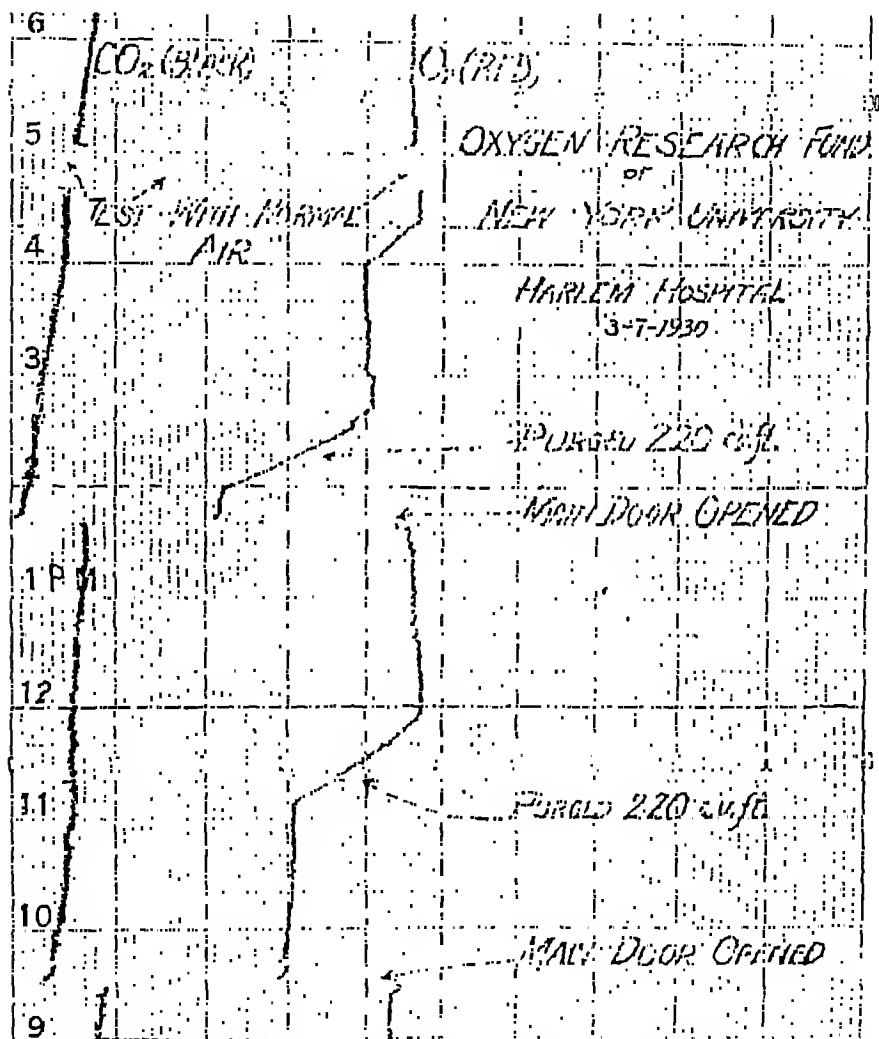 6
CO₂ (BLACK) O₂ (RED)
5
OXYGEN RESEARCH FUND
OF
TEST WITH NORMAL NEW YORK UNIVERSITY
AIR
4
HARLEM HOSPITAL
3-7-1930
3
PURGED 220 cu.ft.
MAIN DOOR OPENED
1 P M
12
11
PURGED 220 cu.ft.
10
MAIN DOOR OPENED
9